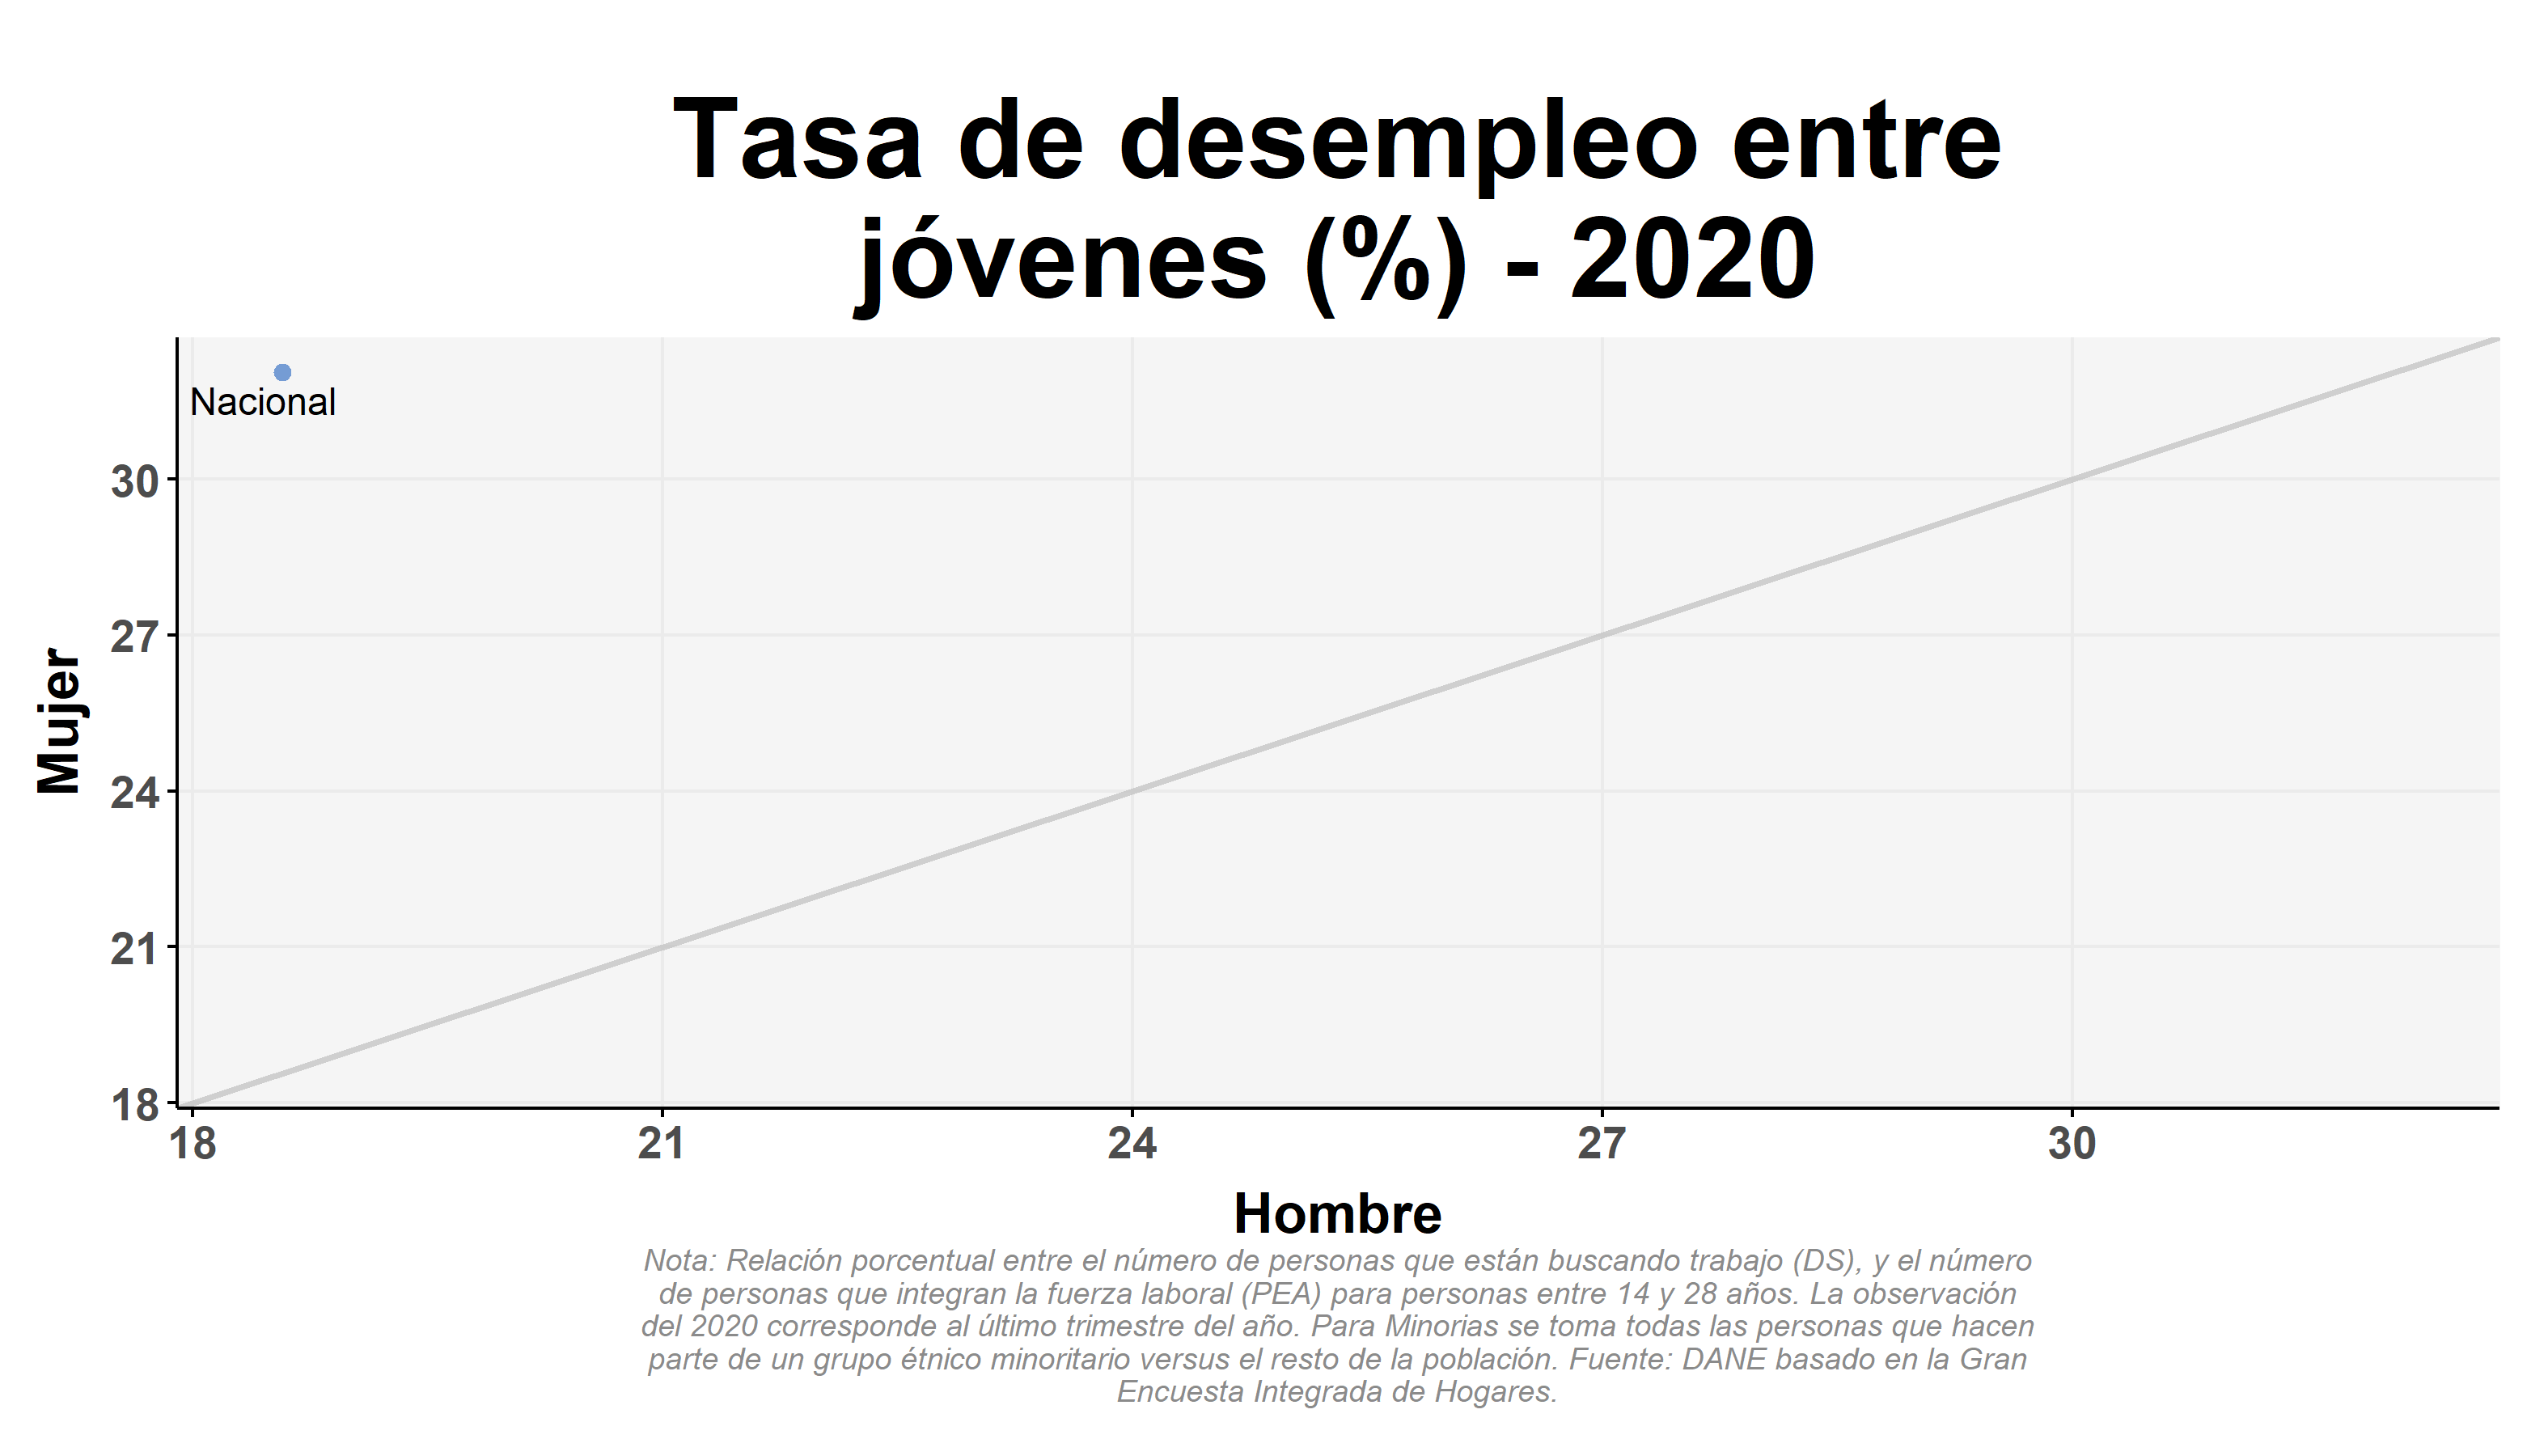 Tasa de desempleo entre
jóvenes (%) - 2020
Nacional
30
27
24
21
18
Mujer
18
21
24
27
30
Hombre
Nota: Relación porcentual entre el número de personas que están buscando trabajo (DS), y el número
de personas que integran la fuerza laboral (PEA) para personas entre 14 y 28 años. La observación
del 2020 corresponde al último trimestre del año. Para Minorias se toma todas las personas que hacen
parte de un grupo étnico minoritario versus el resto de la población. Fuente: DANE basado en la Gran
Encuesta Integrada de Hogares.